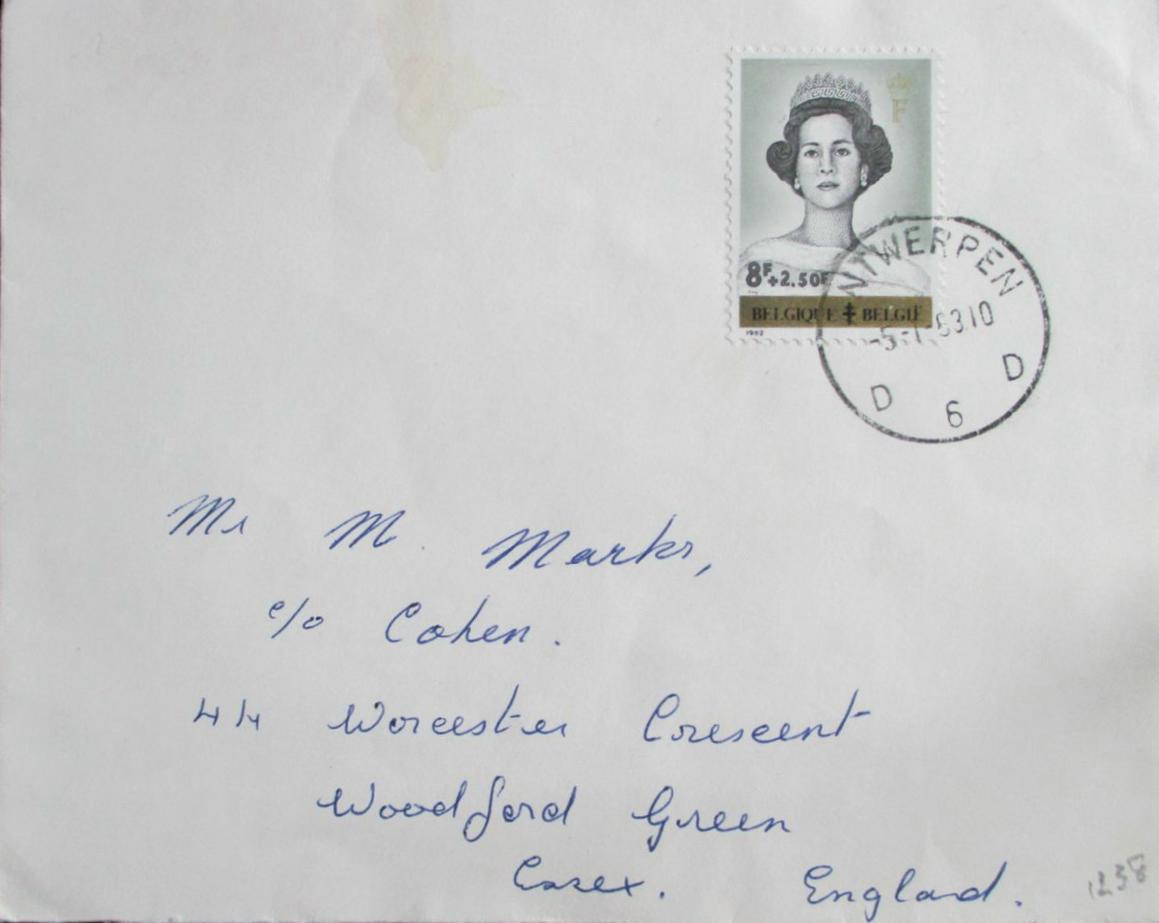 F
8F+2.50F
BELGIQUE ‡ BELGIË
1962
ANTWERPEN
-5-1-63 10
D 6 D
Mr M. Marks,
c/o Cohen.
44 Worcester Crescent
Woodford Green
Essex. England.
1238